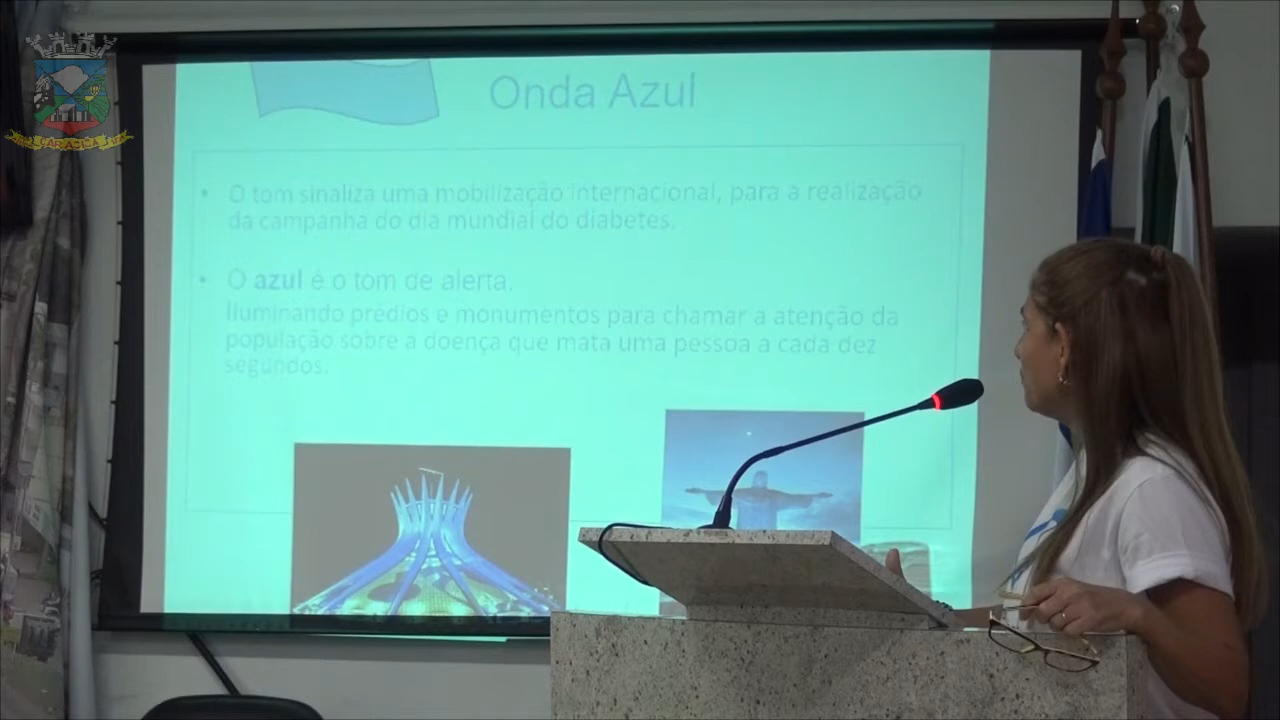 Onda Azul
• O tom sinaliza uma mobilização internacional, para a realização
da campanha do dia mundial do diabetes.
• O azul é o tom de alerta.
Iluminando prédios e monumentos para chamar a atenção da
população sobre a doença que mata uma pessoa a cada dez
segundos.